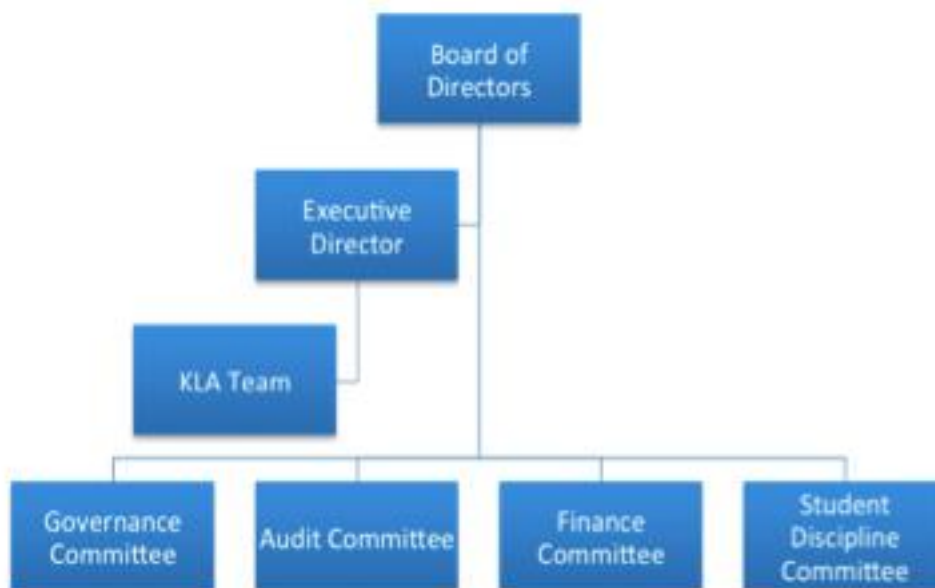 Board of
Directors
Executive
Director
KLA Team
Governance
Committee
Audit Committee
Finance
Committee
Student
Discipline
Committee